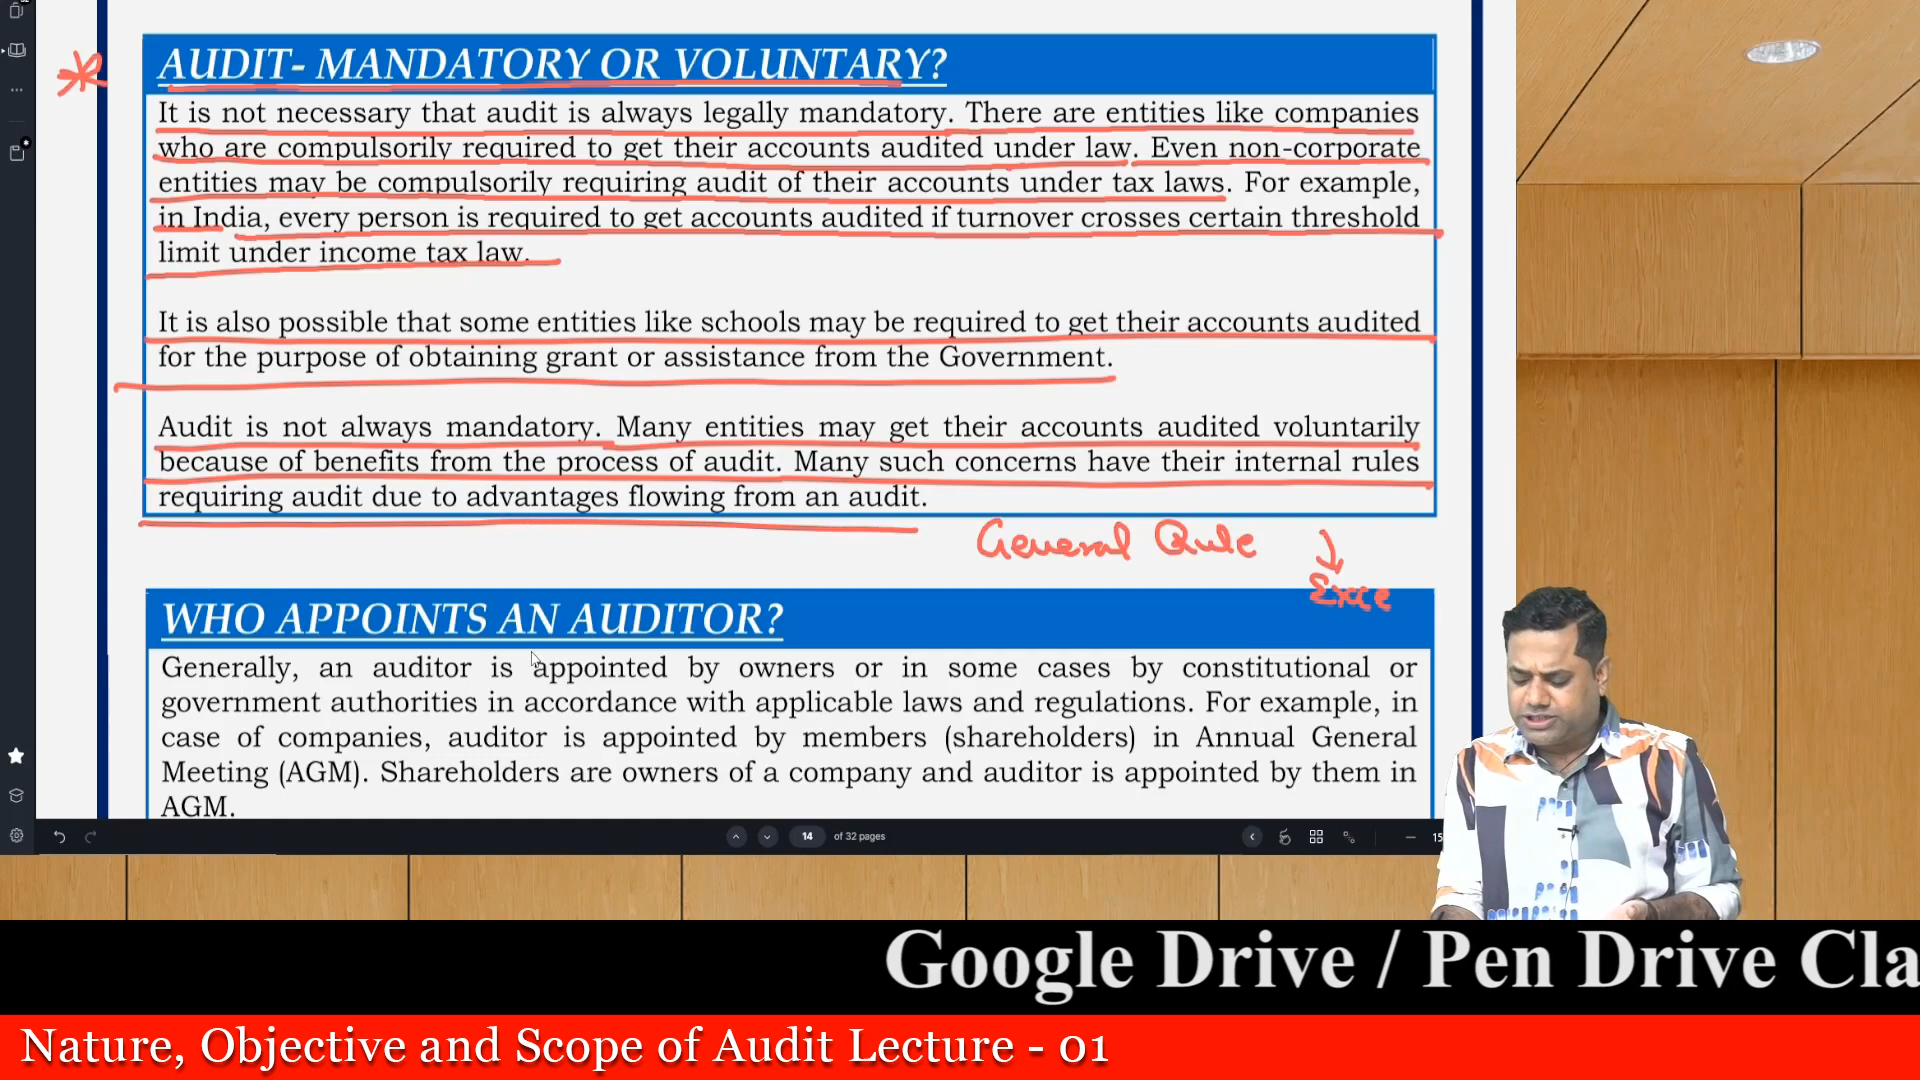 AUDIT- MANDATORY OR VOLUNTARY?
It is not necessary that audit is always legally mandatory. There are entities like companies
who are compulsorily required to get their accounts audited under law. Even non-corporate
entities may be compulsorily requiring audit of their accounts under tax laws. For example,
in India, every person is required to get accounts audited if turnover crosses certain threshold
limit under income tax law.
It is also possible that some entities like schools may be required to get their accounts audited
for the purpose of obtaining grant or assistance from the Government.
Audit is not always mandatory. Many entities may get their accounts audited voluntarily
because of benefits from the process of audit. Many such concerns have their internal rules
requiring audit due to advantages flowing from an audit.
General Rule
Exce
WHO APPOINTS AN AUDITOR?
Generally, an auditor is appointed by owners or in some cases by constitutional or
government authorities in accordance with applicable laws and regulations. For example, in
case of companies, auditor is appointed by members (shareholders) in Annual General
Meeting (AGM). Shareholders are owners of a company and auditor is appointed by them in
AGM.
14 of 32 pages
15
Google Drive / Pen Drive Cla
Nature, Objective and Scope of Audit Lecture - 01